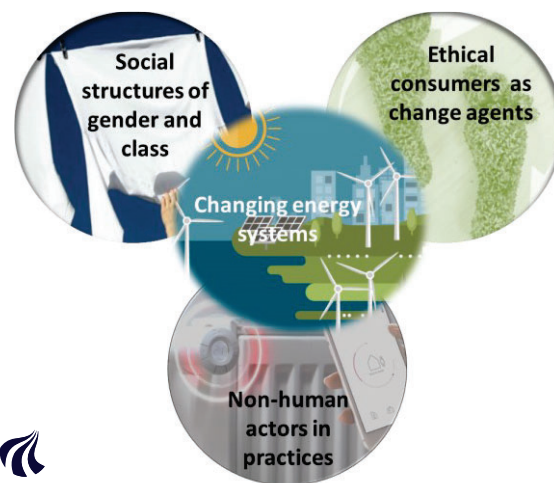 Social
structures of
gender and
class
Ethical
consumers as
change agents
Changing energy
systems
Non-human
actors in
practices